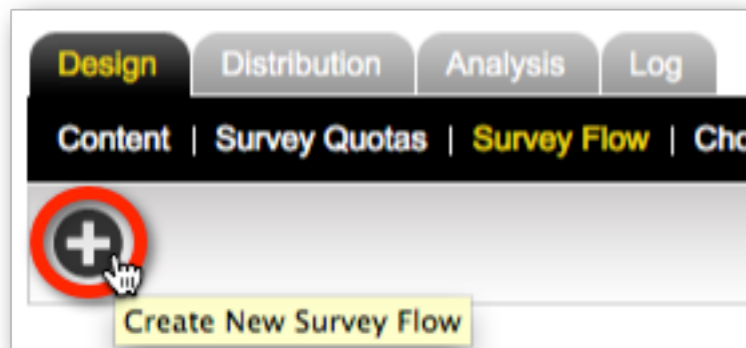 Design Distribution Analysis Log
Content | Survey Quotas | Survey Flow |
Create New Survey Flow